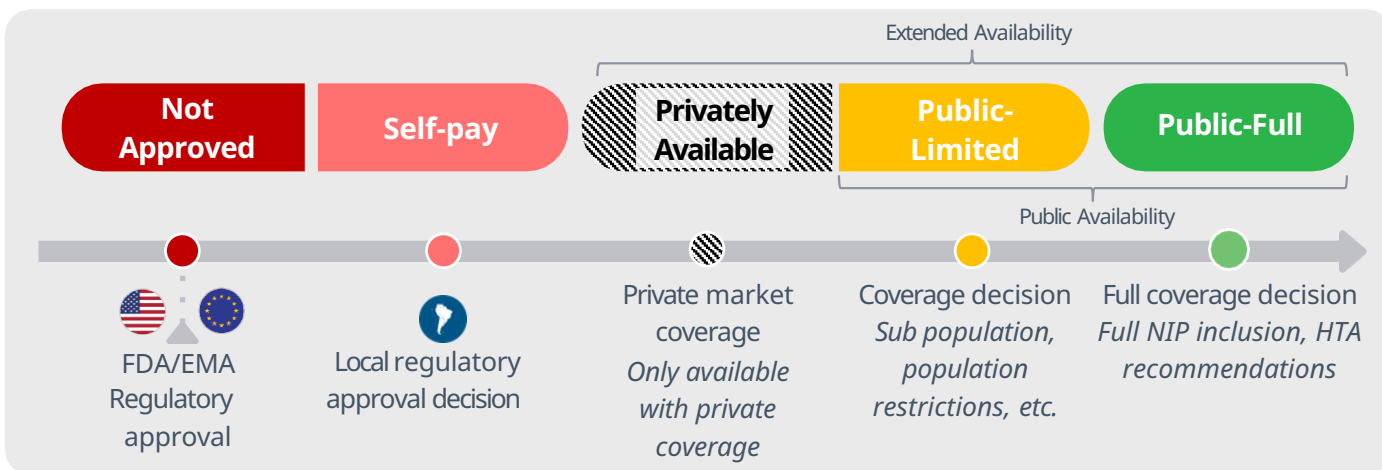 Extended Availability
Not
Approved
Self-pay
Privately
Available
Public-
Limited
Public-Full
Public Availability
FDA/EMA
Regulatory
approval
Local regulatory
approval decision
Private market
coverage
Only available
with private
coverage
Coverage decision
Sub population,
population
restrictions, etc.
Full coverage decision
Full NIP inclusion, HTA
recommendations